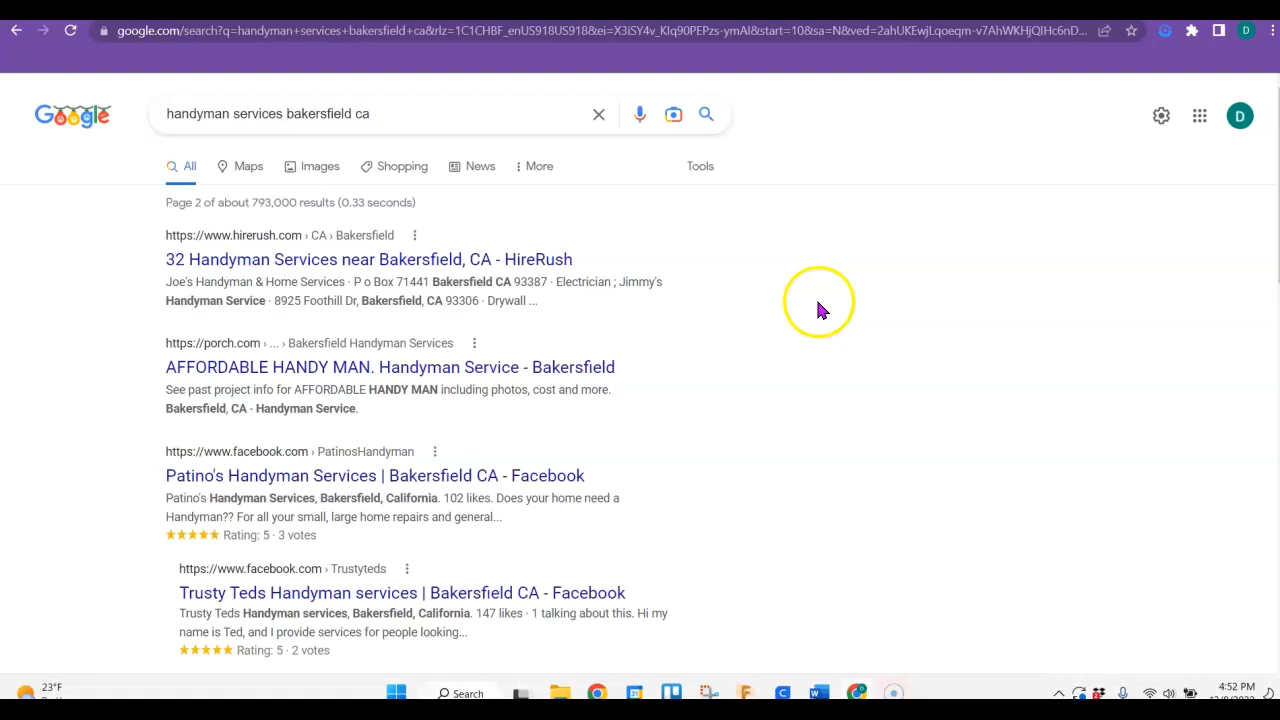 google.com/search?q=handyman+services+bakersfield+ca&rlz=1C1CHBF_enUS918US918&ei=X3iSY4v_KIq90PEPzs-ymAI&start=10&sa=N&ved=2ahUKEwjLoeqm-v7AhWKHjQIHc6nD...
D
Google
handyman services bakersfield ca
D
All
Maps
Images
Shopping
News
More
Tools
Page 2 of about 793,000 results (0.33 seconds)
https://www.hirerush.com › CA › Bakersfield
32 Handyman Services near Bakersfield, CA - HireRush
Joe's Handyman & Home Services · P o Box 71441 Bakersfield CA 93387 · Electrician ; Jimmy's
Handyman Service · 8925 Foothill Dr, Bakersfield, CA 93306 · Drywall ...
https://porch.com › ... › Bakersfield Handyman Services
AFFORDABLE HANDY MAN. Handyman Service - Bakersfield
See past project info for AFFORDABLE HANDY MAN including photos, cost and more.
Bakersfield, CA - Handyman Service.
https://www.facebook.com › PatinosHandyman
Patino's Handyman Services | Bakersfield CA - Facebook
Patino's Handyman Services, Bakersfield, California. 102 likes. Does your home need a
Handyman?? For all your small, large home repairs and general...
Rating: 5 · 3 votes
https://www.facebook.com › Trustyteds
Trusty Teds Handyman services | Bakersfield CA - Facebook
Trusty Teds Handyman services, Bakersfield, California. 147 likes · 1 talking about this. Hi my
name is Ted, and I provide services for people looking...
Rating: 5 · 2 votes
23°F
Search
4:52 PM